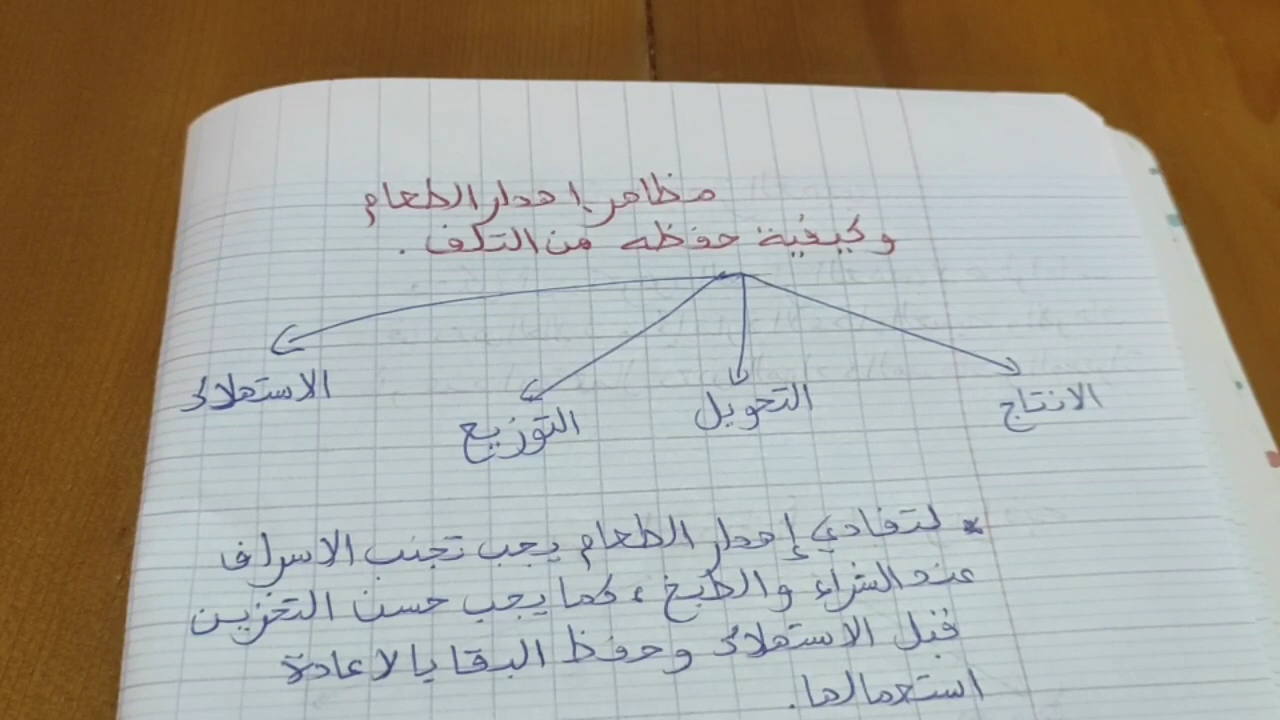 مظاهر إهدار الطعام
وكيفية حفظه من التلف.
الانتاج
التحويل
التوزيع
الاستهلاك
* لتفادي إهدار الطعام يجب تجنب الاسراف
عند الشراء والطبخ، كما يجب حسن التخزين
قبل الاستهلاك وحفظ البقايا لاعادة
استعمالها.